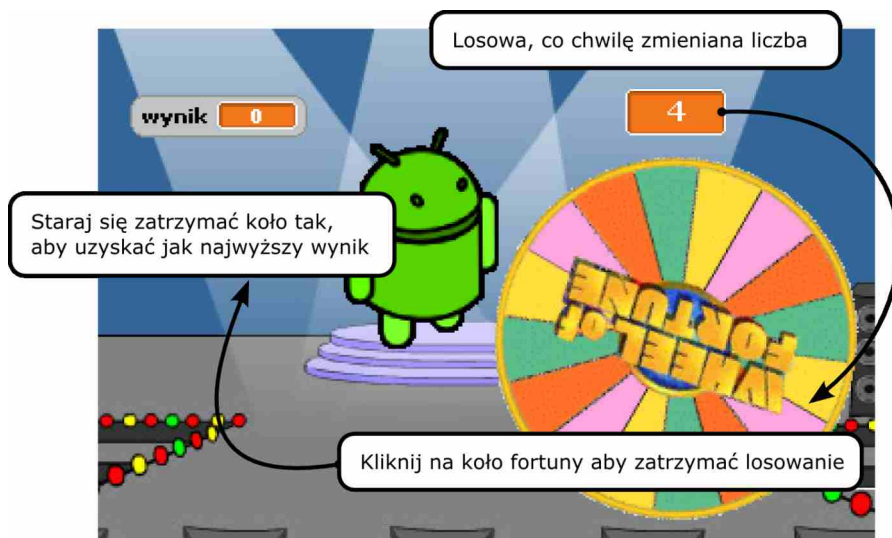 Losowa, co chwilę zmieniana liczba
wynik 0
4
Staraj się zatrzymać koło tak,
aby uzyskać jak najwyższy wynik
WHEEL
OF
FORTUNE
Kliknij na koło fortuny aby zatrzymać losowanie